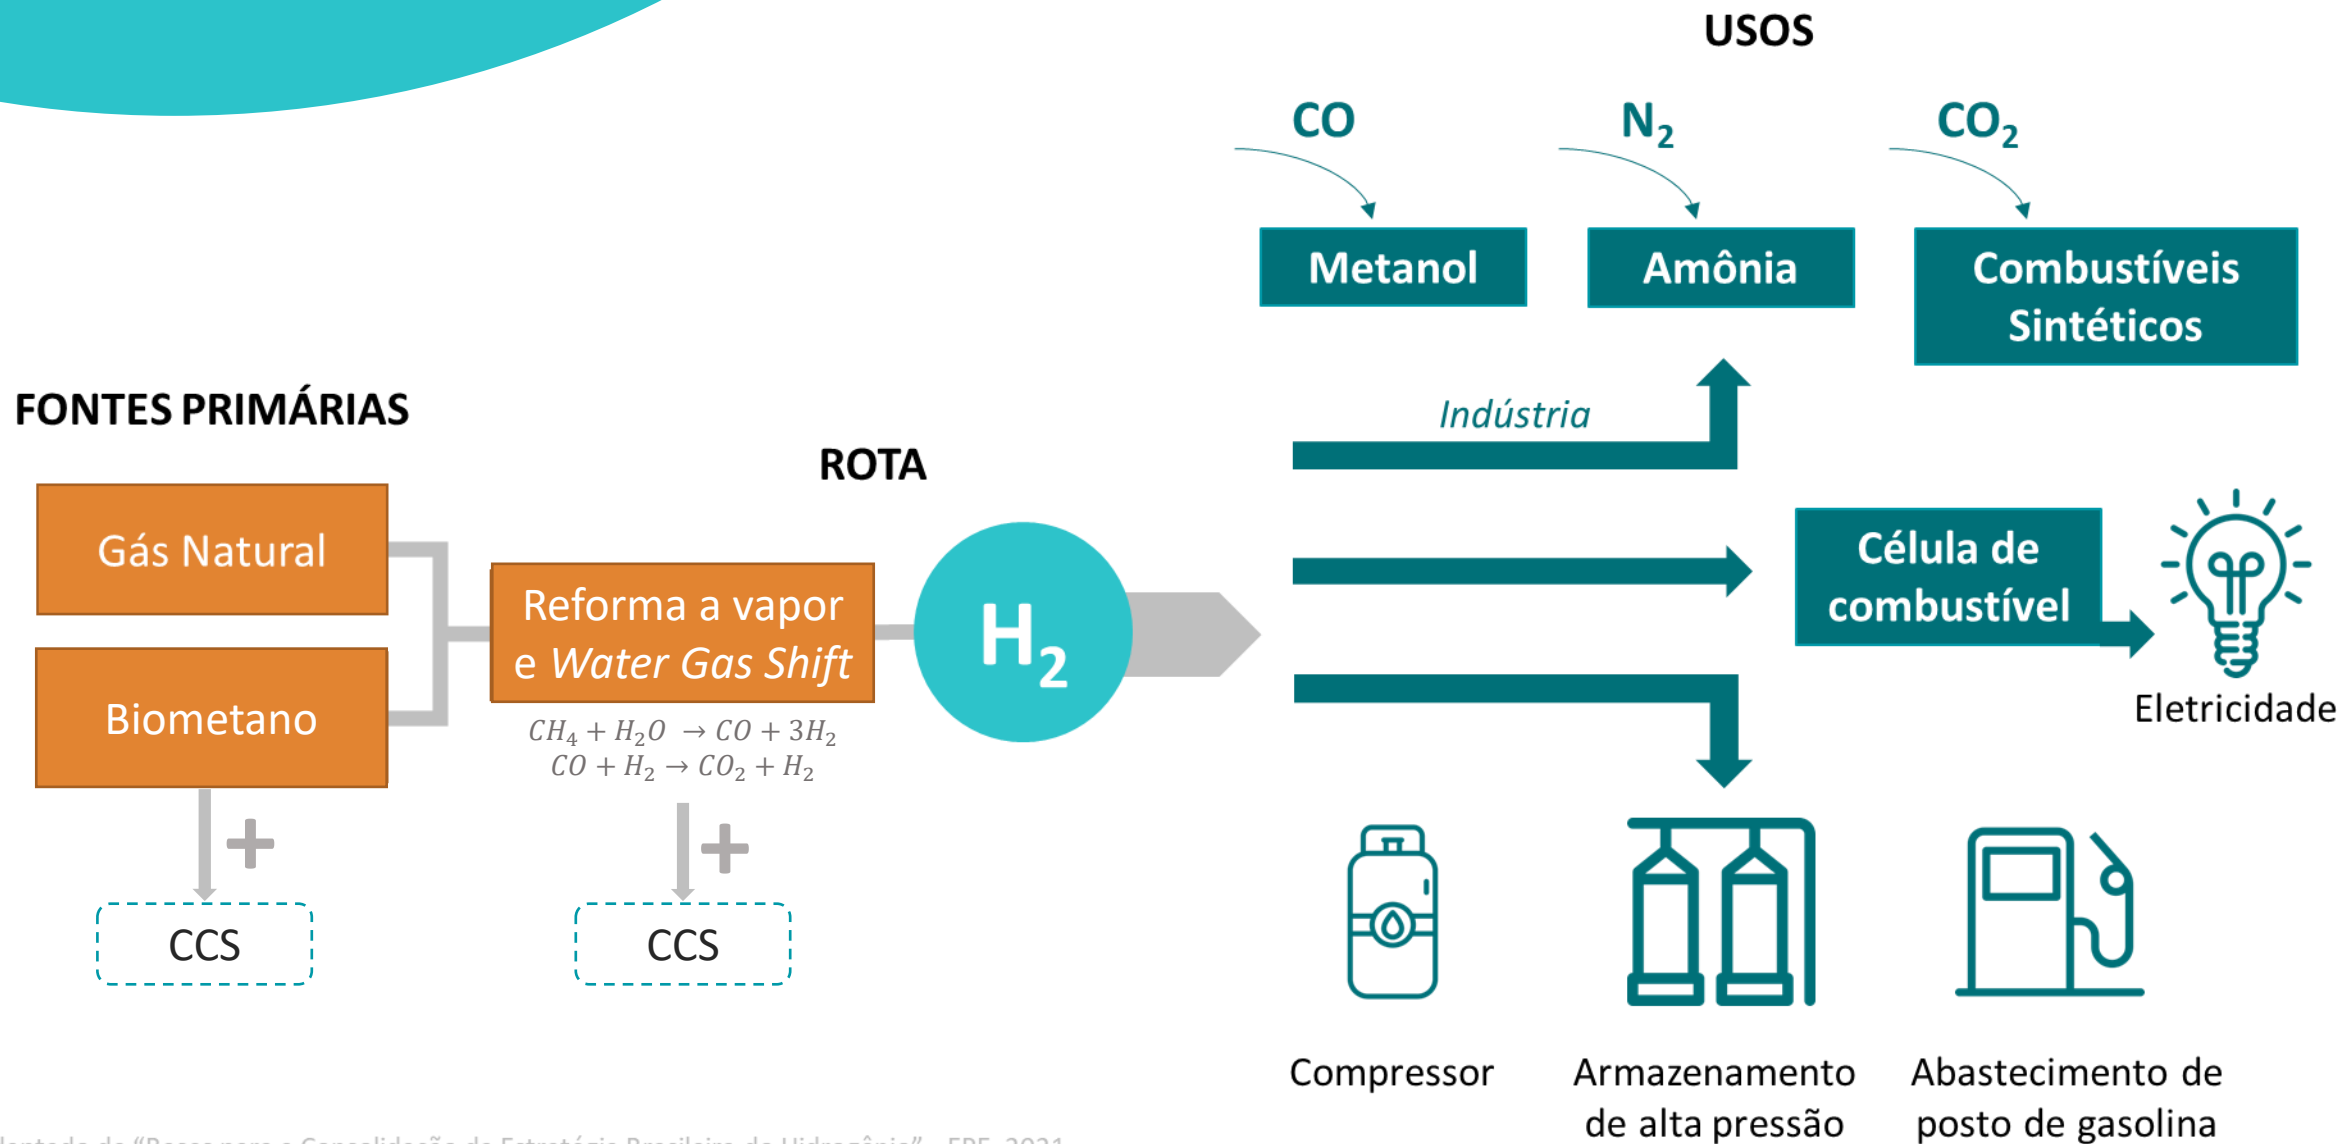 USOS
CO
N₂
CO₂
Metanol
Amônia
Combustíveis
Sintéticos
Indústria
FONTES PRIMÁRIAS
ROTA
Gás Natural
Biometano
Reforma a vapor
e Water Gas Shift
CH₄ + H₂O → CO + 3H₂
CO + H₂ → CO₂ + H₂
H₂
Célula de
combustível
Eletricidade
+
+
CCS
CCS
Compressor
Armazenamento
de alta pressão
Abastecimento de
posto de gasolina